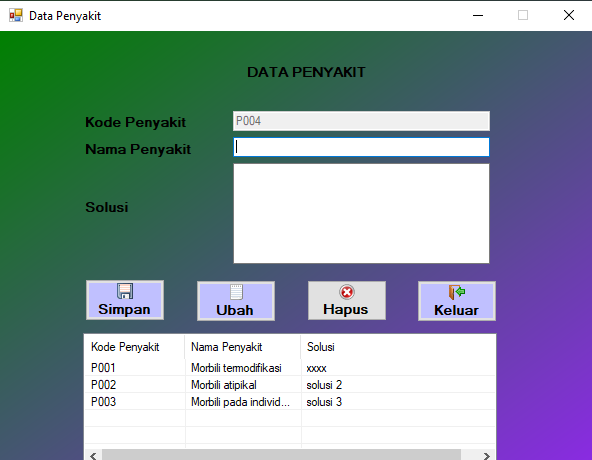 Data Penyakit
DATA PENYAKIT
Kode Penyakit P004
Nama Penyakit
Solusi
Simpan Ubah Hapus Keluar
Kode Penyakit Nama Penyakit Solusi
P001 Morbili termodifikasi xxxx
P002 Morbili atipikal solusi 2
P003 Morbili pada individ... solusi 3